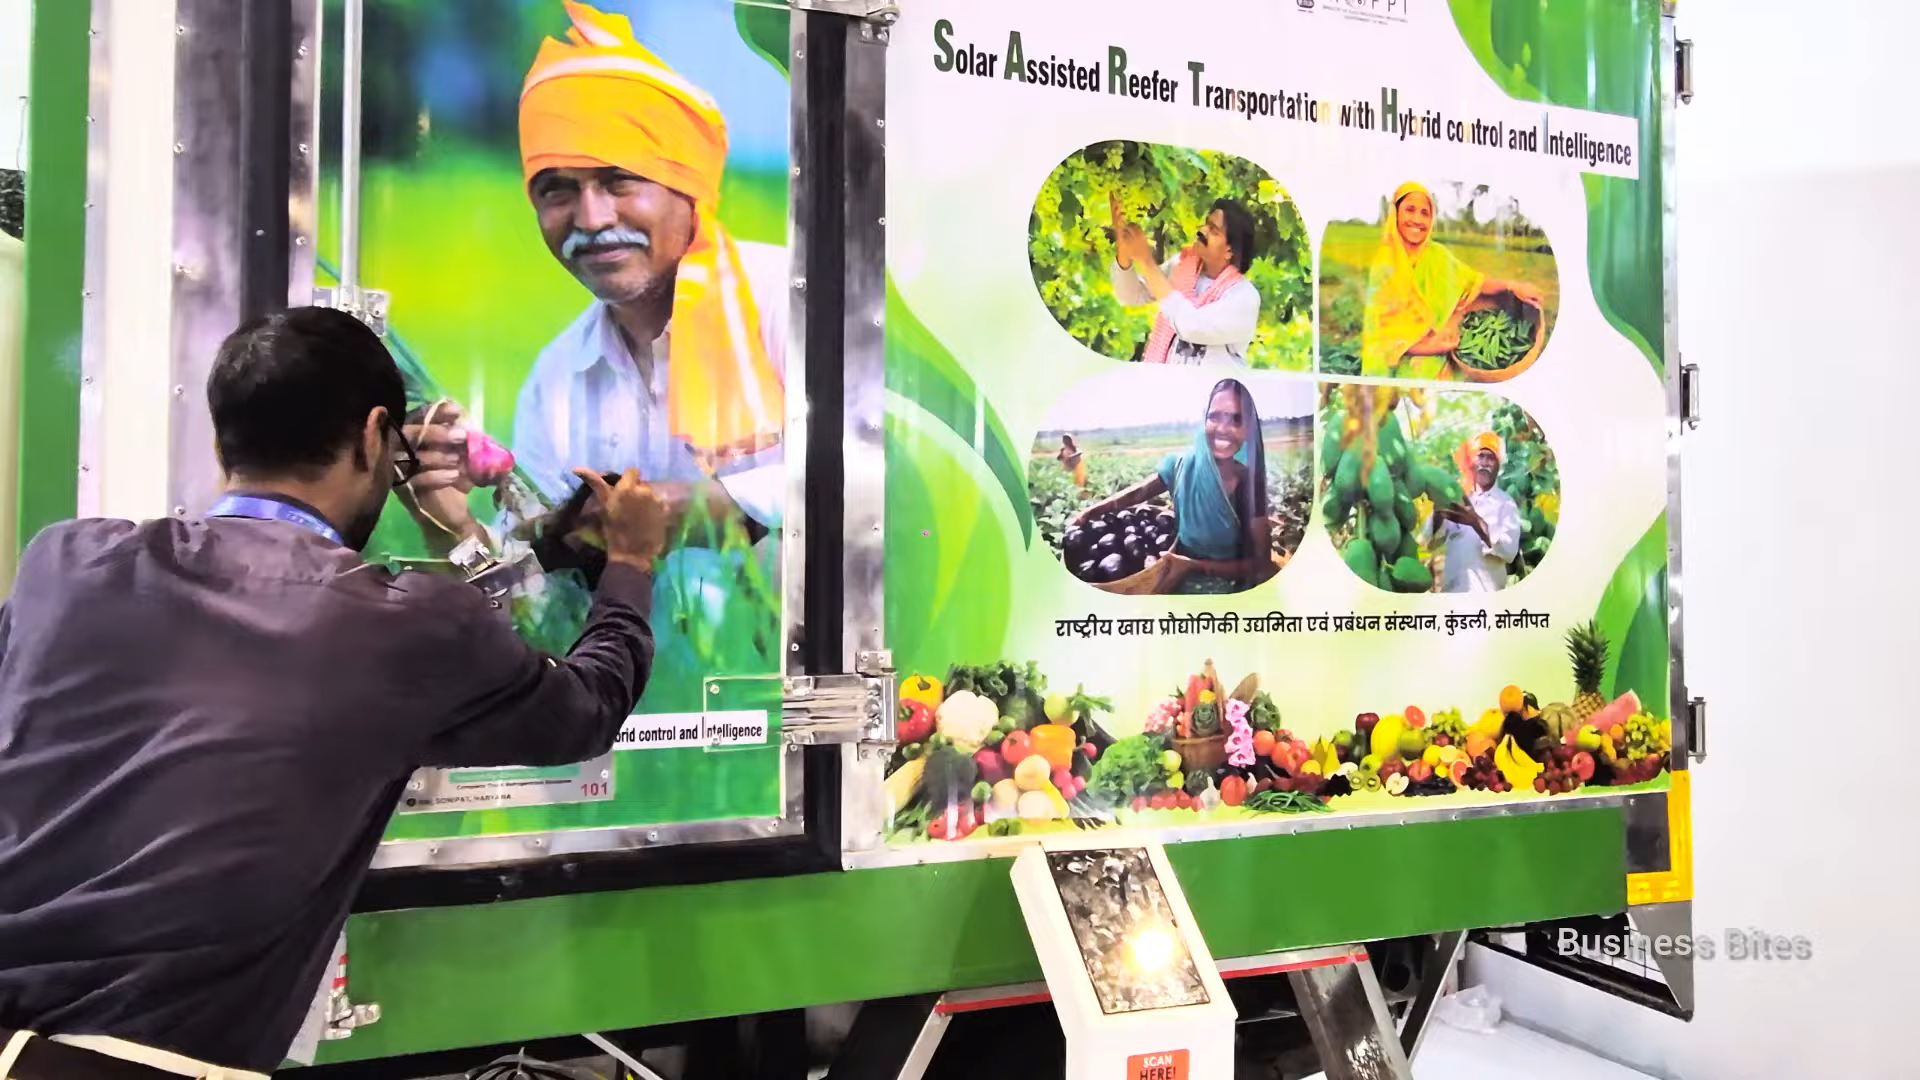 Solar Assisted Reefer Transportation with Hybrid control and Intelligence
राष्ट्रीय खाद्य प्रौद्योगिकी उद्यमिता एवं प्रबंधन संस्थान, कुंडली, सोनीपत
brid control and Intelligence
101
SONIPAT, HARYANA
Business Bites
SCAN
HERE!